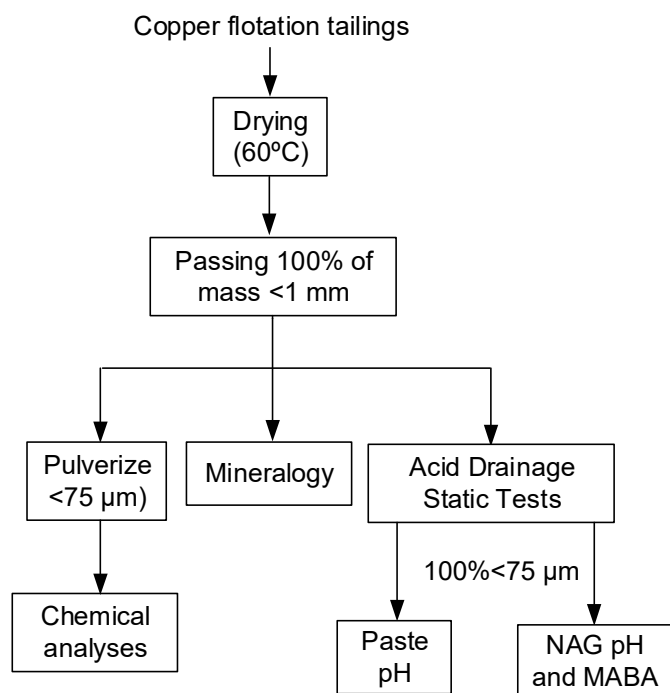 Copper flotation tailings
Drying
(60ºC)
Passing 100% of
mass <1 mm
Pulverize
<75 µm)
Mineralogy
Acid Drainage
Static Tests
100%<75 µm
Chemical
analyses
Paste
pH
NAG pH
and MABA